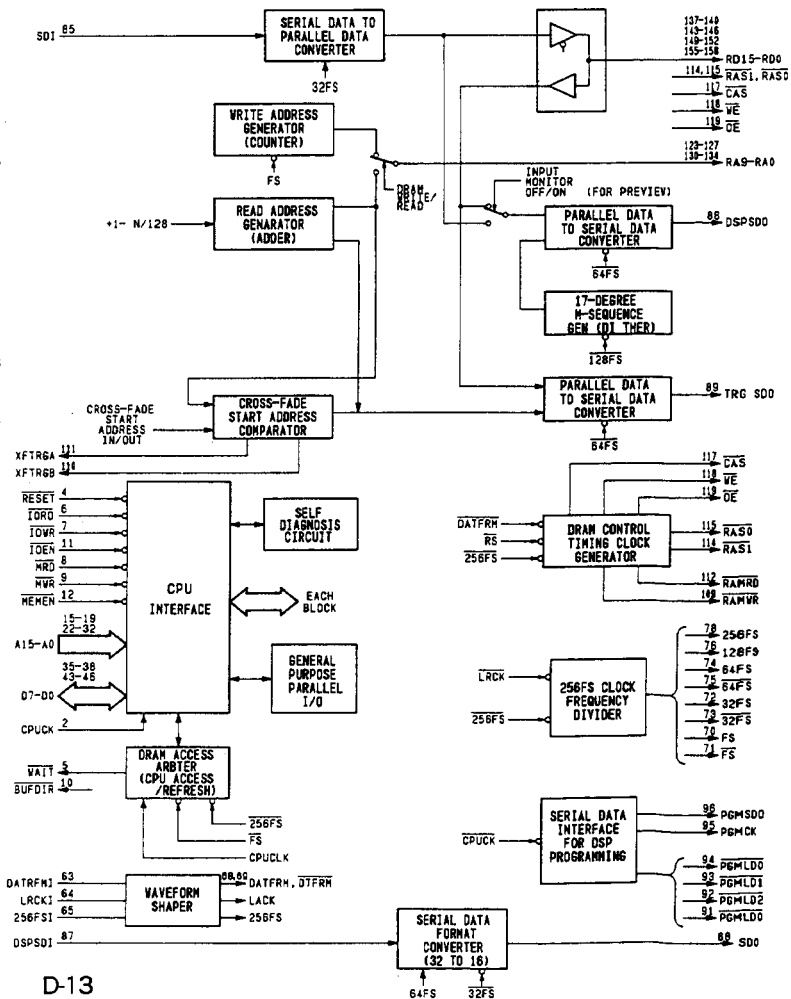 SDI 85
SERIAL DATA TO
PARALLEL DATA
CONVERTER
32FS
137-140
143-146
149-152
155-158
RD15-RD0
114,115 RAS1, RAS0
117 CAS
118 WE
119 OE
WRITE ADDRESS
GENERATOR
(COUNTER)
FS
123-127
130-134
RA9-RA0
DRAM
WRITE/
READ
INPUT
MONITOR
OFF/ON
(FOR PREVIEW)
+1- N/128
READ ADDRESS
GENARATOR
(ADDER)
PARALLEL DATA
TO SERIAL DATA
CONVERTER
88 DSPSDO
64FS
17-DEGREE
M-SEQUENCE
GEN (DI THER)
128FS
PARALLEL DATA
TO SERIAL DATA
CONVERTER
89 TRG SDO
64FS
CROSS-FADE
START
ADDRESS
IN/OUT
CROSS-FADE
START ADDRESS
COMPARATOR
XFTRGA 111
XFTRGB 110
RESET 4
IORD 6
IOWR 7
IOEN 11
MRD 8
MWR 9
MEMEN 12
A15-A0 15-19
22-32
D7-D0 35-38
43-46
CPUCK 2
CPU
INTERFACE
SELF
DIAGNOSIS
CIRCUIT
EACH
BLOCK
GENERAL
PURPOSE
PARALLEL
I/O
117 CAS
118 WE
119 OE
DATFRM
RS
256FS
DRAM CONTROL
TIMING CLOCK
GENERATOR
115 RAS0
114 RAS1
112 RAMRD
109 RAMWR
LRCK
256FS
256FS CLOCK
FREQUENCY
DIVIDER
78 256FS
76 128FS
74 64FS
75 64FS
72 32FS
73 32FS
70 FS
71 FS
WAIT 5
BUFDIR 10
DRAM ACCESS
ARBTER
(CPU ACCESS
/REFRESH)
256FS
FS
CPUCLK
CPUCK
SERIAL DATA
INTERFACE
FOR DSP
PROGRAMMING
96 PGMSDO
95 PGMCK
94 PGMLD0
93 PGMLD1
92 PGMLD2
91 PGMLD0
DATRFMI 63
LRCKI 64
256FSI 65
WAVEFORM
SHAPER
68,69 DATFRM, DTFRM
LACK
256FS
DSPSDI 87
SERIAL DATA
FORMAT
CONVERTER
(32 TO 16)
64FS
32FS
SDO
D-13